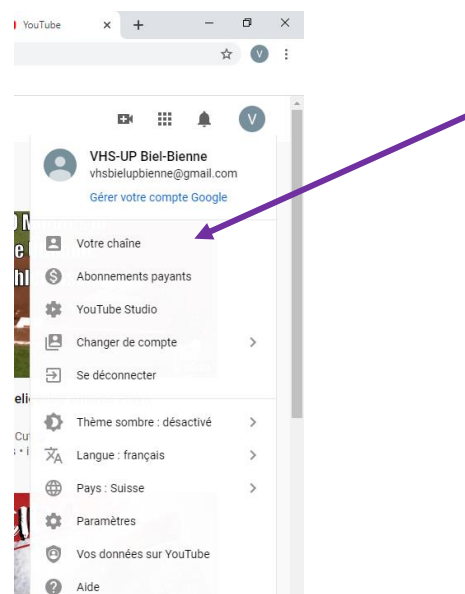 YouTube
V
V
VHS-UP Biel-Bienne
vhsbielupbienne@gmail.com
Gérer votre compte Google
Votre chaîne
Abonnements payants
YouTube Studio
Changer de compte
Se déconnecter
Thème sombre : désactivé
Langue : français
Pays : Suisse
Paramètres
Vos données sur YouTube
Aide